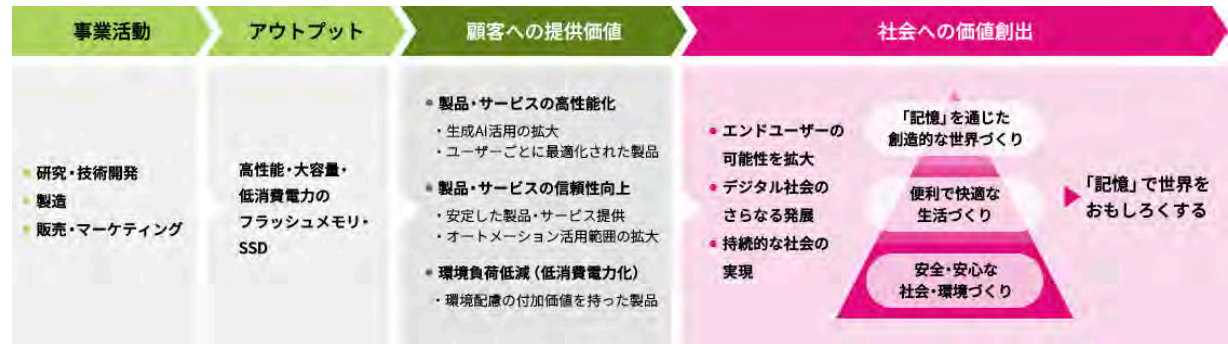 事業活動
アウトプット
顧客への提供価値
社会への価値創出
• 研究・技術開発
• 製造
• 販売・マーケティング
高性能・大容量・
低消費電力の
フラッシュメモリ・
SSD
• 製品・サービスの高性能化
・生成AI活用の拡大
・ユーザーごとに最適化された製品
• 製品・サービスの信頼性向上
・安定した製品・サービス提供
・オートメーション活用範囲の拡大
• 環境負荷低減（低消費電力化）
・環境配慮の付加価値を持った製品
• エンドユーザーの
可能性を拡大
• デジタル社会の
さらなる発展
• 持続的な社会の
実現
「記憶」を通じた
創造的な世界づくり
便利で快適な
生活づくり
安全・安心な
社会・環境づくり
「記憶」で世界を
おもしろくする